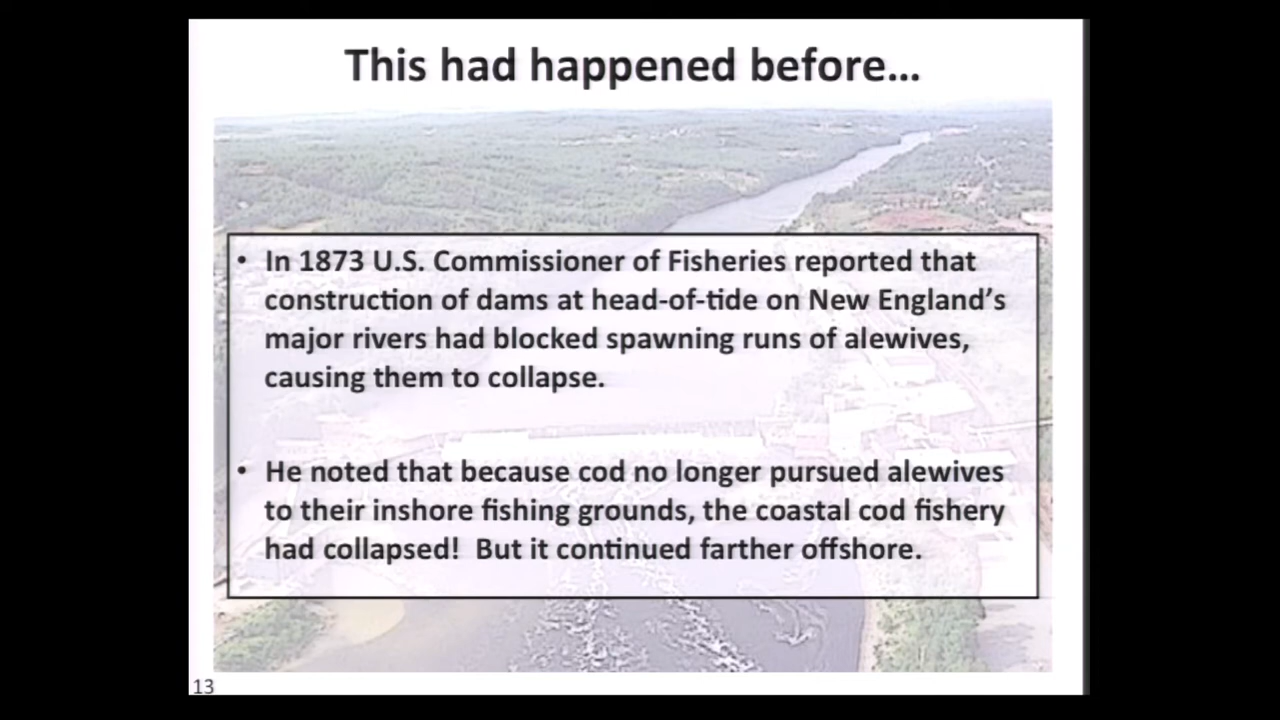 This had happened before...
• In 1873 U.S. Commissioner of Fisheries reported that
construction of dams at head-of-tide on New England's
major rivers had blocked spawning runs of alewives,
causing them to collapse.
• He noted that because cod no longer pursued alewives
to their inshore fishing grounds, the coastal cod fishery
had collapsed!  But it continued farther offshore.
13